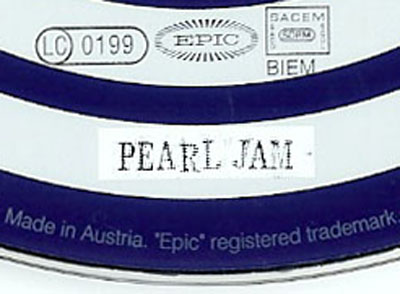 LC 0199
EPIC
SACEM
SDRM
BIEM
PEARL JAM
Made in Austria. "Epic" registered trademark.